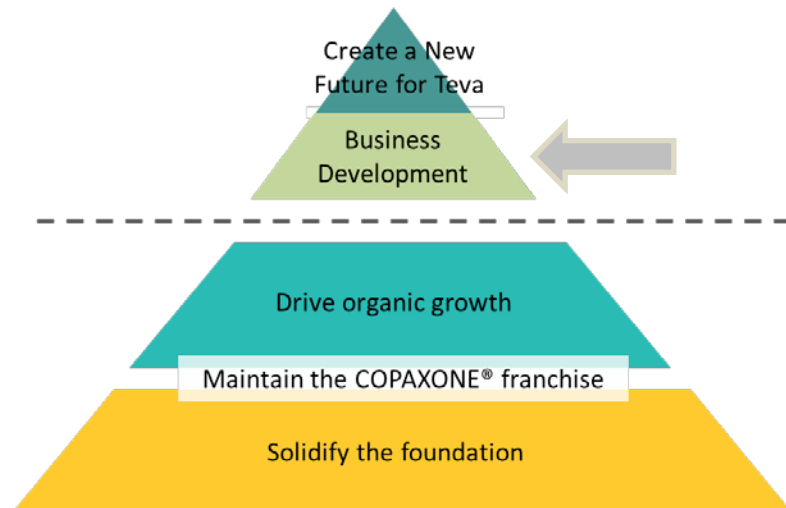 Create a New
Future for Teva
Business
Development
Drive organic growth
Maintain the COPAXONE® franchise
Solidify the foundation